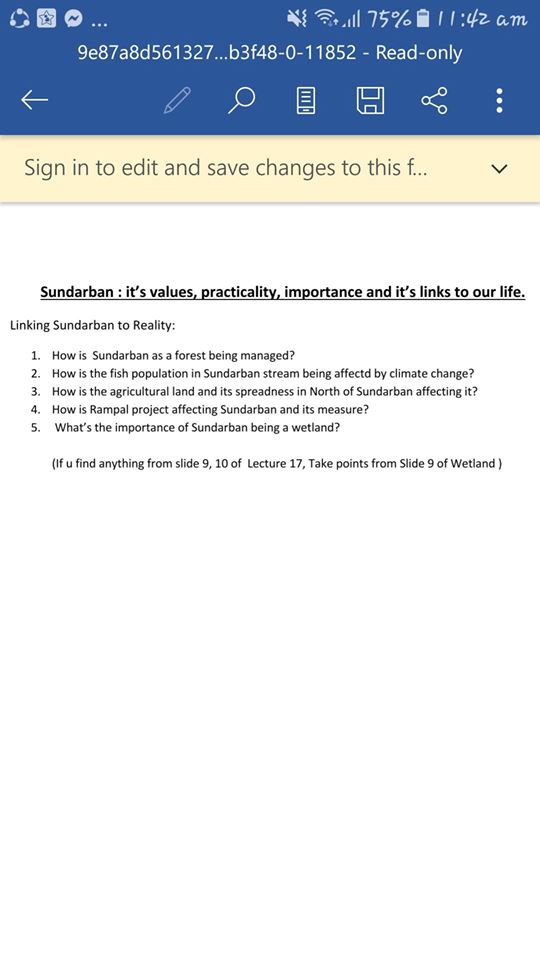 75% 11:42 am
9e87a8d561327...b3f48-0-11852 - Read-only
Sign in to edit and save changes to this f...
Sundarban : it's values, practicality, importance and it's links to our life.
Linking Sundarban to Reality:
1. How is Sundarban as a forest being managed?
2. How is the fish population in Sundarban stream being affectd by climate change?
3. How is the agricultural land and its spreadness in North of Sundarban affecting it?
4. How is Rampal project affecting Sundarban and its measure?
5. What's the importance of Sundarban being a wetland?
(If u find anything from slide 9, 10 of Lecture 17, Take points from Slide 9 of Wetland )